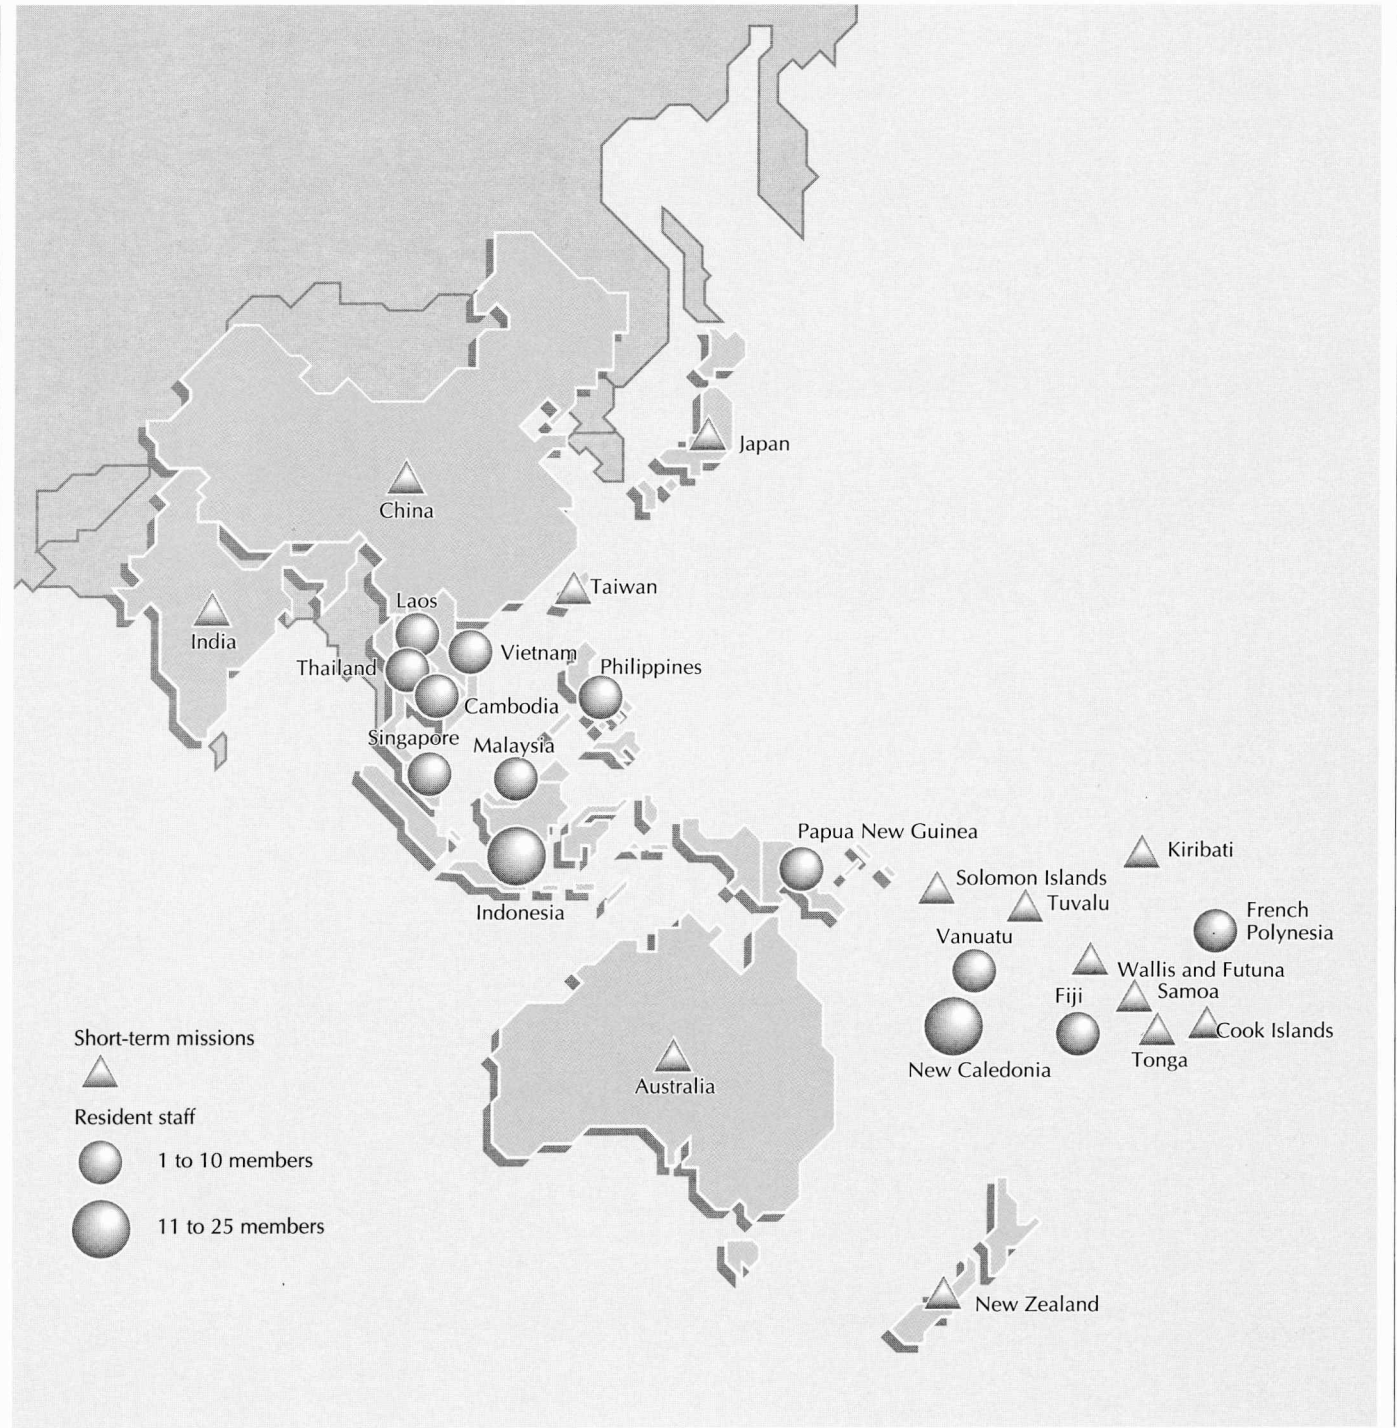 Japan
China
Taiwan
Laos
India
Vietnam
Thailand
Philippines
Cambodia
Singapore
Malaysia
Papua New Guinea
Kiribati
Solomon Islands
Tuvalu
Indonesia
French
Polynesia
Vanuatu
Wallis and Futuna
Samoa
Fiji
Cook Islands
Tonga
New Caledonia
Australia
Short-term missions
Resident staff
1 to 10 members
11 to 25 members
New Zealand